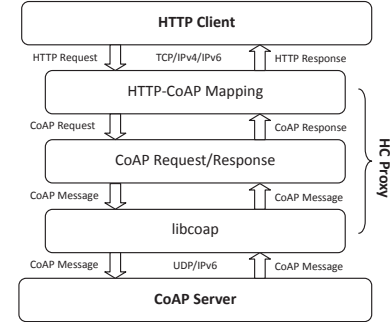 HTTP Client
HTTP Request TCP/IPv4/IPv6 HTTP Response
HTTP-CoAP Mapping
CoAP Request CoAP Response
CoAP Request/Response
HC Proxy
CoAP Message CoAP Message
libcoap
CoAP Message UDP/IPv6 CoAP Message
CoAP Server